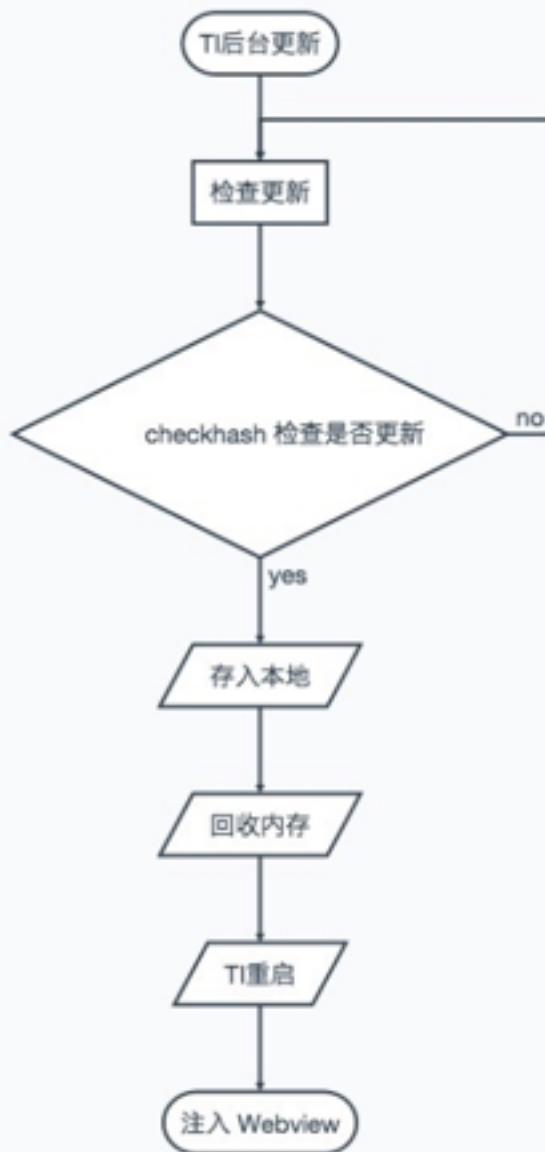 TI后台更新
检查更新
checkhash 检查是否更新
no
yes
存入本地
回收内存
TI重启
注入 Webview